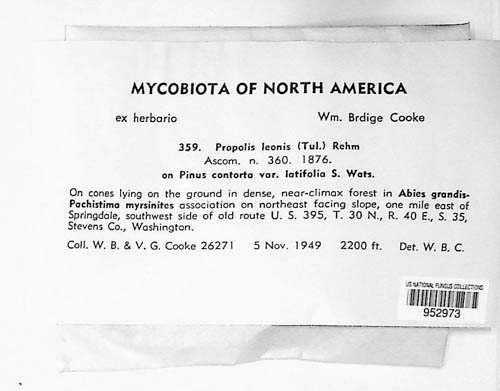 MYCOBIOTA OF NORTH AMERICA
ex herbario Wm. Brdige Cooke
359. Propolis leonis (Tul.) Rehm
Ascom. n. 360. 1876.
on Pinus contorta var. latifolia S. Wats.
On cones lying on the ground in dense, near-climax forest in Abies grandis-
Pachistima myrsinites association on northeast facing slope, one mile east of
Springdale, southwest side of old route U. S. 395, T. 30 N., R. 40 E., S. 35,
Stevens Co., Washington.
Coll. W. B. & V. G. Cooke 26271 5 Nov. 1949 2200 ft. Det. W. B. C.
US NATIONAL FUNGUS COLLECTIONS
952973